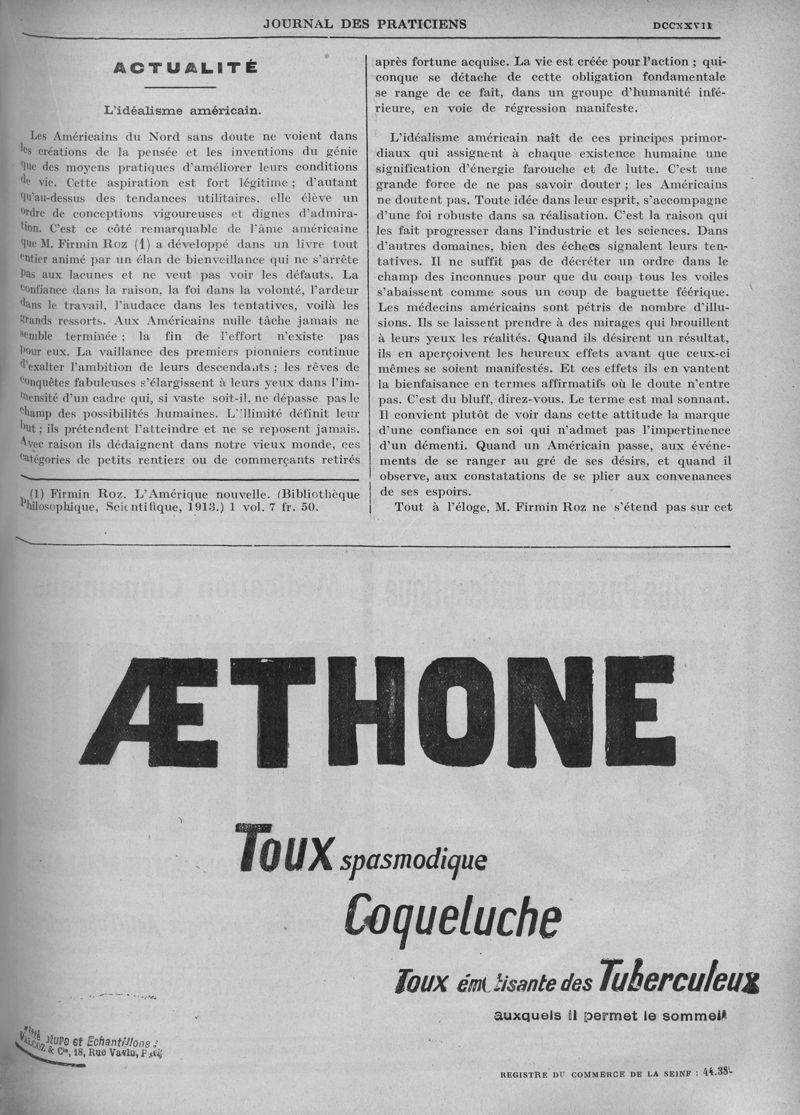 JOURNAL DES PRATICIENS
DCCXXVII
ACTUALITÉ
L'idéalisme américain.
Les Américains du Nord sans doute ne voient dans
les créations de la pensée et les inventions du génie
que des moyens pratiques d'améliorer leurs conditions
de vie. Cette aspiration est fort légitime ; d'autant
qu'au-dessus des tendances utilitaires, elle élève un
ordre de conceptions vigoureuses et dignes d'admira-
tion. C'est ce côté remarquable de l'âme américaine
que M. Firmin Roz (1) a développé dans un livre tout
entier animé par un élan de bienveillance qui ne s'arrête
pas aux lacunes et ne veut pas voir les défauts. La
confiance dans la raison, la foi dans la volonté, l'ardeur
dans le travail, l'audace dans les tentatives, voilà les
grands ressorts. Aux Américains nulle tâche jamais ne
semble terminée ; la fin de l'effort n'existe pas
pour eux. La vaillance des premiers pionniers continue
d'exalter l'ambition de leurs descendants ; les rêves de
conquêtes fabuleuses s'élargissent à leurs yeux dans l'im-
mensité d'un cadre qui, si vaste soit-il, ne dépasse pas le
champ des possibilités humaines. L'illimité définit leur
but ; ils prétendent l'atteindre et ne se reposent jamais.
Avec raison ils dédaignent dans notre vieux monde, ces
catégories de petits rentiers ou de commerçants retirés
(1) Firmin Roz. L'Amérique nouvelle. (Bibliothèque
Philosophique, Scientifique, 1913.) 1 vol. 7 fr. 50.
après fortune acquise. La vie est créée pour l'action ; qui-
conque se détache de cette obligation fondamentale
se range de ce fait, dans un groupe d'humanité infé-
rieure, en voie de régression manifeste.
L'idéalisme américain naît de ces principes primor-
diaux qui assignent à chaque existence humaine une
signification d'énergie farouche et de lutte. C'est une
grande force de ne pas savoir douter ; les Américains
ne doutent pas. Toute idée dans leur esprit, s'accompagne
d'une foi robuste dans sa réalisation. C'est la raison qui
les fait progresser dans l'industrie et les sciences. Dans
d'autres domaines, bien des échecs signalent leurs ten-
tatives. Il ne suffit pas de décréter un ordre dans le
champ des inconnues pour que du coup tous les voiles
s'abaissent comme sous un coup de baguette féérique.
Les médecins américains sont pétris de nombre d'illu-
sions. Ils se laissent prendre à des mirages qui brouillent
à leurs yeux les réalités. Quand ils désirent un résultat,
ils en aperçoivent les heureux effets avant que ceux-ci
mêmes se soient manifestés. Et ces effets ils en vantent
la bienfaisance en termes affirmatifs où le doute n'entre
pas. C'est du bluff, direz-vous. Le terme est mal sonnant.
Il convient plutôt de voir dans cette attitude la marque
d'une confiance en soi qui n'admet pas l'impertinence
d'un démenti. Quand un Américain passe, aux événe-
ments de se ranger au gré de ses désirs, et quand il
observe, aux constatations de se plier aux convenances
de ses espoirs.
Tout à l'éloge, M. Firmin Roz ne s'étend pas sur cet
ÆTHONE
Toux spasmodique
Coqueluche
Toux émétisante des Tuberculeux
auxquels il permet le sommeil
et Echantillons :
& Cie, 18, Rue Vavin, Paris
REGISTRE DU COMMERCE DE LA SEINE : 44.38